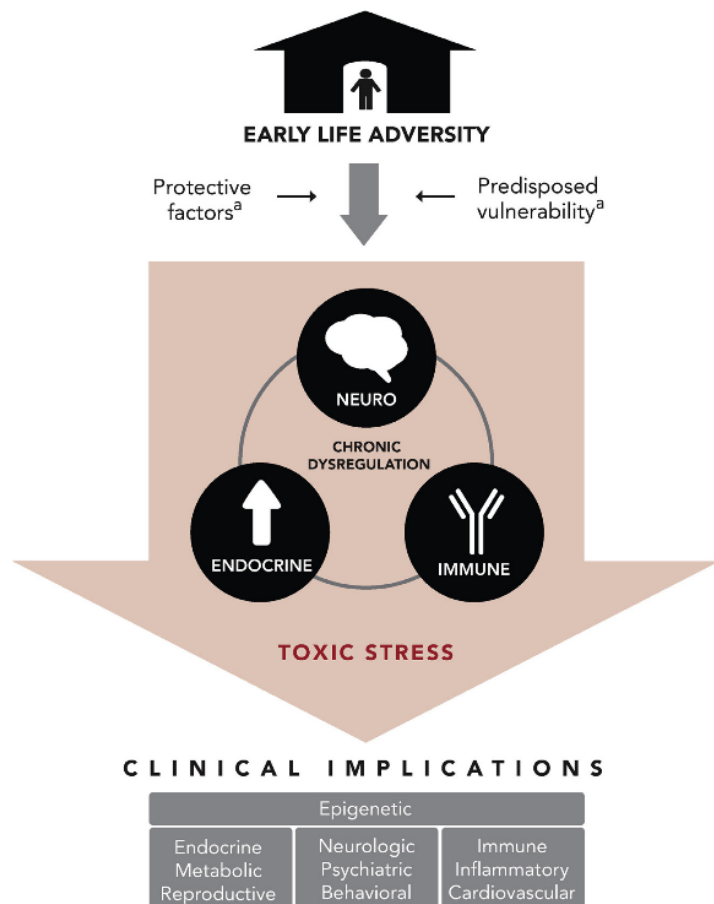 EARLY LIFE ADVERSITY
Protective
factorsª
Predisposed
vulnerabilityª
NEURO
CHRONIC
DYSREGULATION
ENDOCRINE
IMMUNE
TOXIC STRESS
CLINICAL IMPLICATIONS
Epigenetic
Endocrine
Metabolic
Reproductive
Neurologic
Psychiatric
Behavioral
Immune
Inflammatory
Cardiovascular